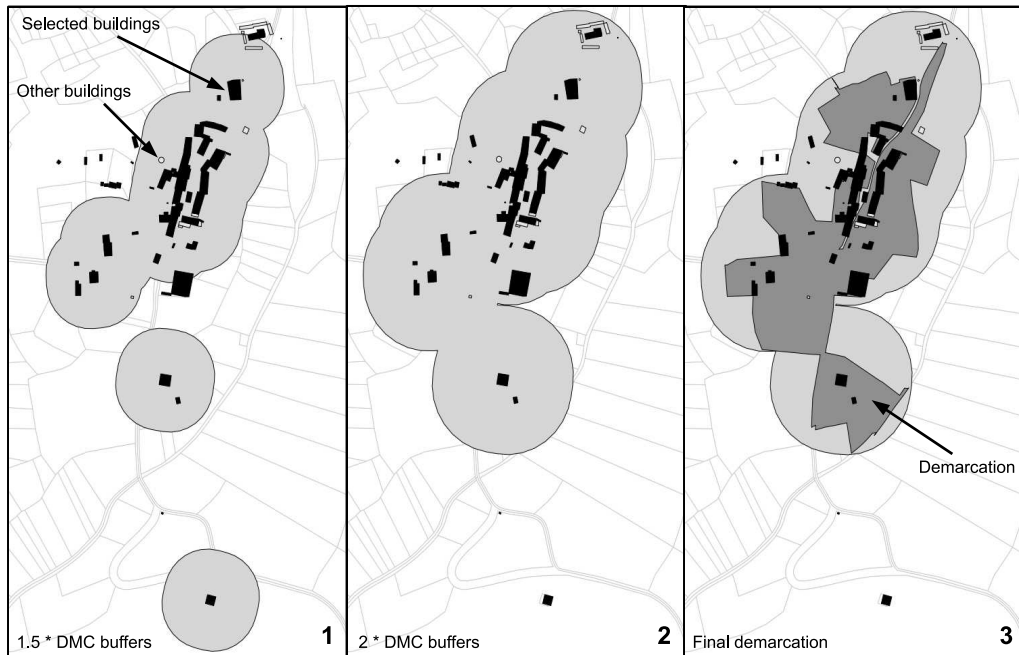 Selected buildings
Other buildings
1.5 * DMC buffers
1
2 * DMC buffers
2
Demarcation
Final demarcation
3